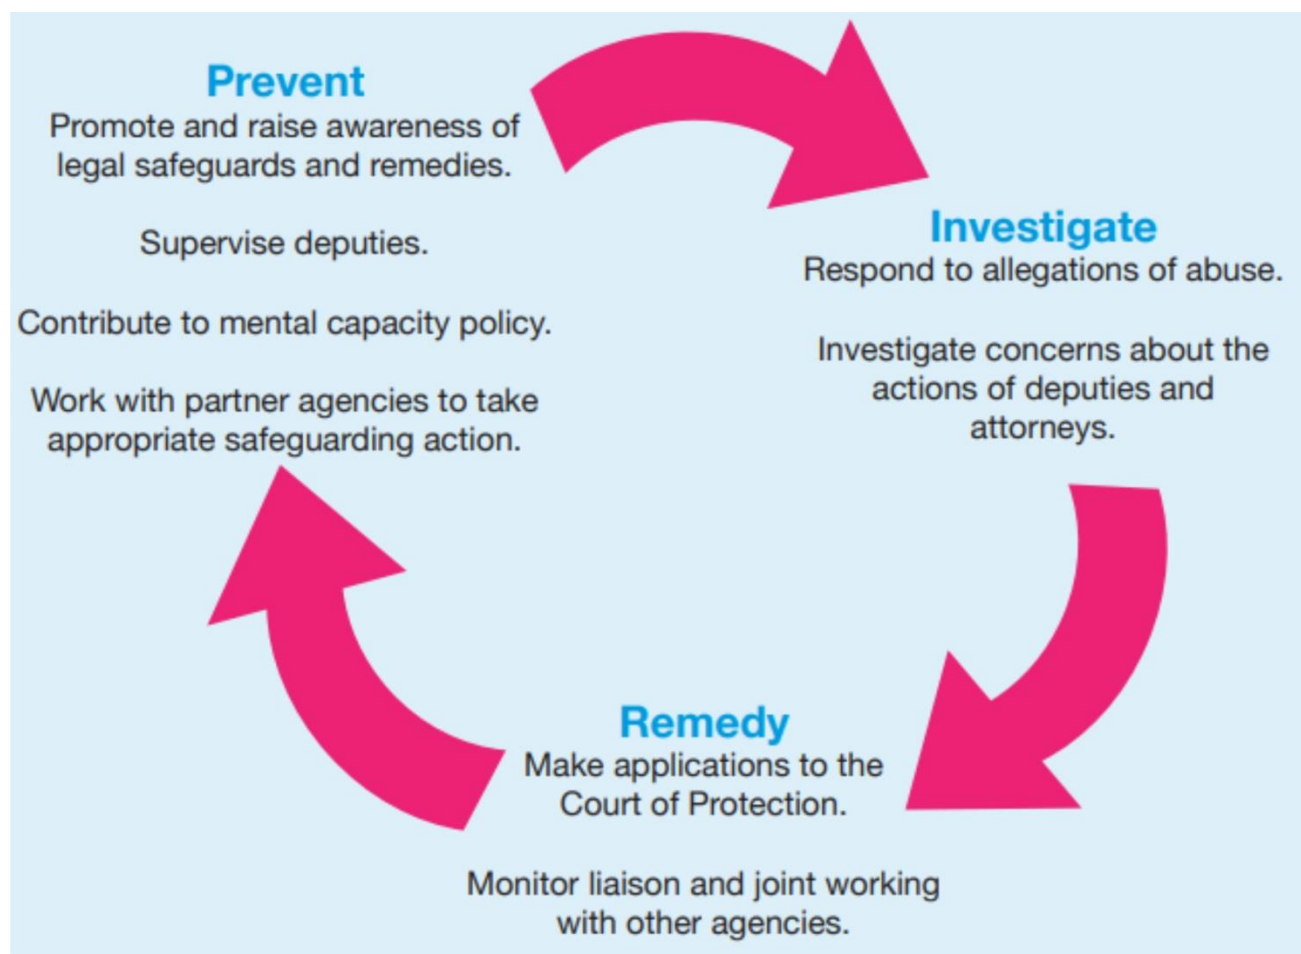 Prevent
Promote and raise awareness of
legal safeguards and remedies.
Supervise deputies.
Contribute to mental capacity policy.
Work with partner agencies to take
appropriate safeguarding action.
Investigate
Respond to allegations of abuse.
Investigate concerns about the
actions of deputies and
attorneys.
Remedy
Make applications to the
Court of Protection.
Monitor liaison and joint working
with other agencies.